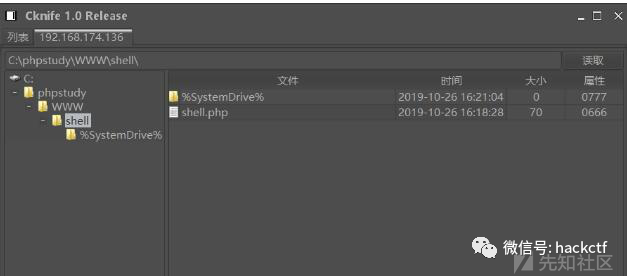 Cknife 1.0 Release
列表 192.168.174.136
C:\phpstudy\WWW\shell\ 读取
C:
phpstudy
WWW
shell
%SystemDrive%
文件 时间 大小 属性
%SystemDrive% 2019-10-26 16:21:04 0 0777
shell.php 2019-10-26 16:18:28 70 0666
微信号: hackctf
先知社区